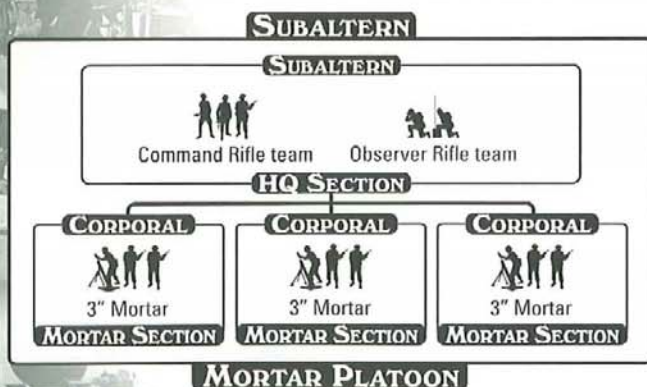 SUBALTERN
SUBALTERN
Command Rifle team Observer Rifle team
HQ SECTION
CORPORAL CORPORAL CORPORAL
3" Mortar 3" Mortar 3" Mortar
MORTAR SECTION MORTAR SECTION MORTAR SECTION
MORTAR PLATOON